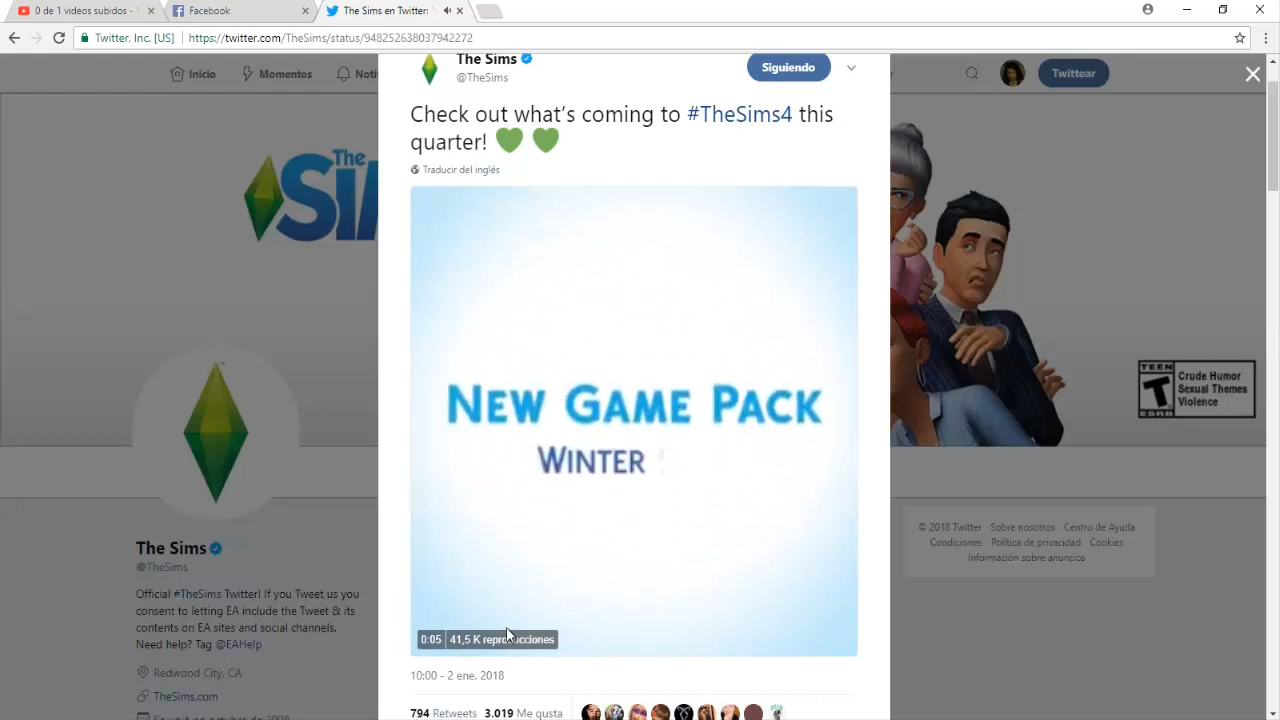 0 de 1 videos subidos -
Facebook
The Sims en Twitter:
Twitter, Inc. [US]
https://twitter.com/TheSims/status/948252638037942272
Inicio
Momentos
Twittear
The Sims
@TheSims
Siguiendo
Check out what's coming to #TheSims4 this
quarter!
Traducir del inglés
The
NEW GAME PACK
WINTER
0:05
41,5 K reproducciones
10:00 - 2 ene. 2018
794 Retweets 3.019 Me gusta
TEEN
T
ESRB
Crude Humor
Sexual Themes
Violence
The Sims
@TheSims
Official #TheSims Twitter! If you Tweet us you
consent to letting EA include the Tweet & its
contents on EA sites and social channels.
Need help? Tag @EAHelp
Redwood City, CA
TheSims.com
© 2018 Twitter Sobre nosotros Centro de Ayuda
Condiciones Política de privacidad Cookies
Información sobre anuncios